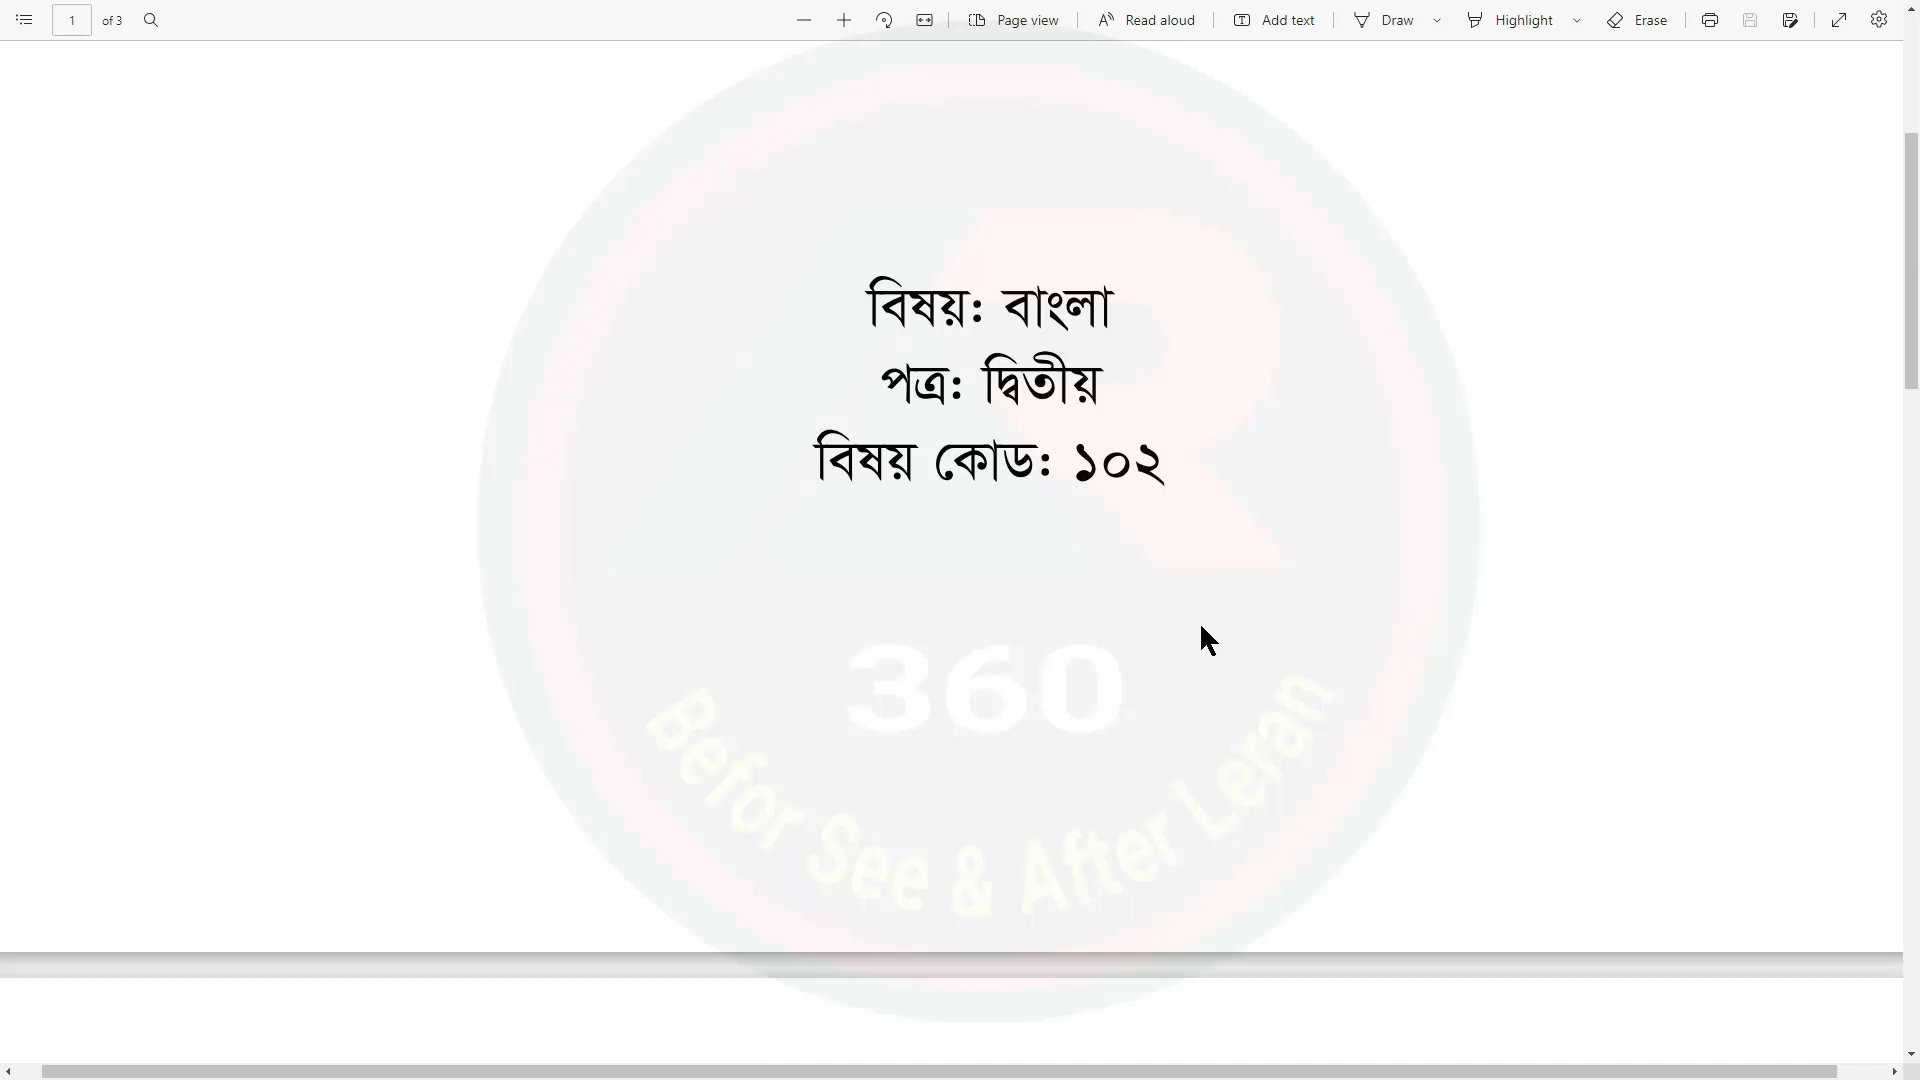 1 of 3 Page view Read aloud Add text Draw Highlight Erase
বিষয়: বাংলা
পত্র: দ্বিতীয়
বিষয় কোড: ১০২
360
Befor See & After Leran